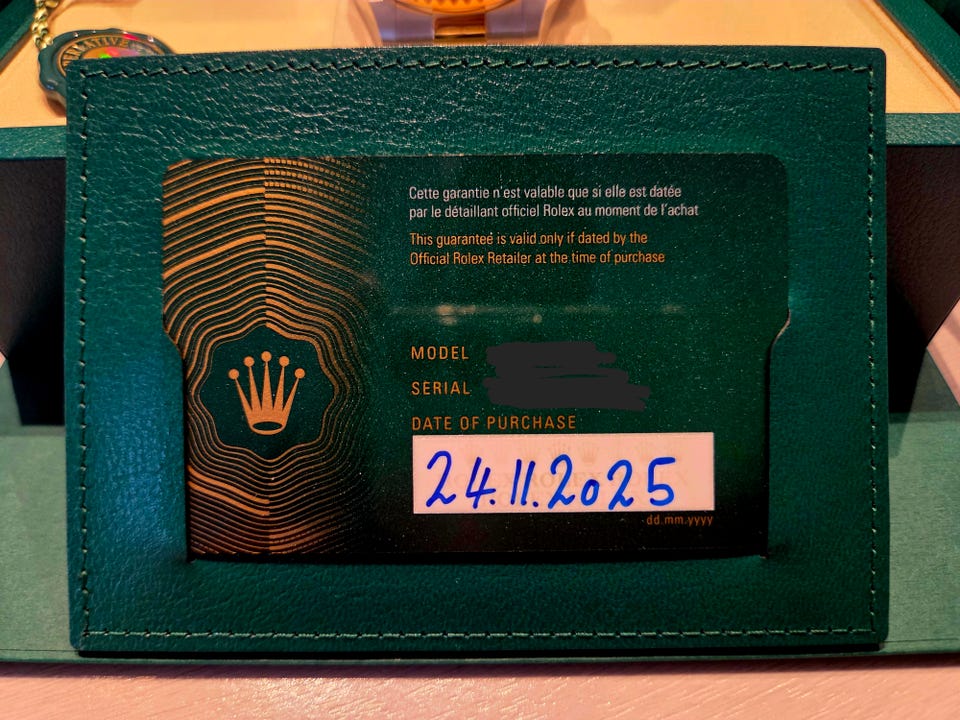 Cette garantie n'est valable que si elle est datée
par le détaillant officiel Rolex au moment de l'achat
This guarantee is valid only if dated by the
Official Rolex Retailer at the time of purchase
MODEL
SERIAL
DATE OF PURCHASE
24.11.2025
dd.mm.yyyy